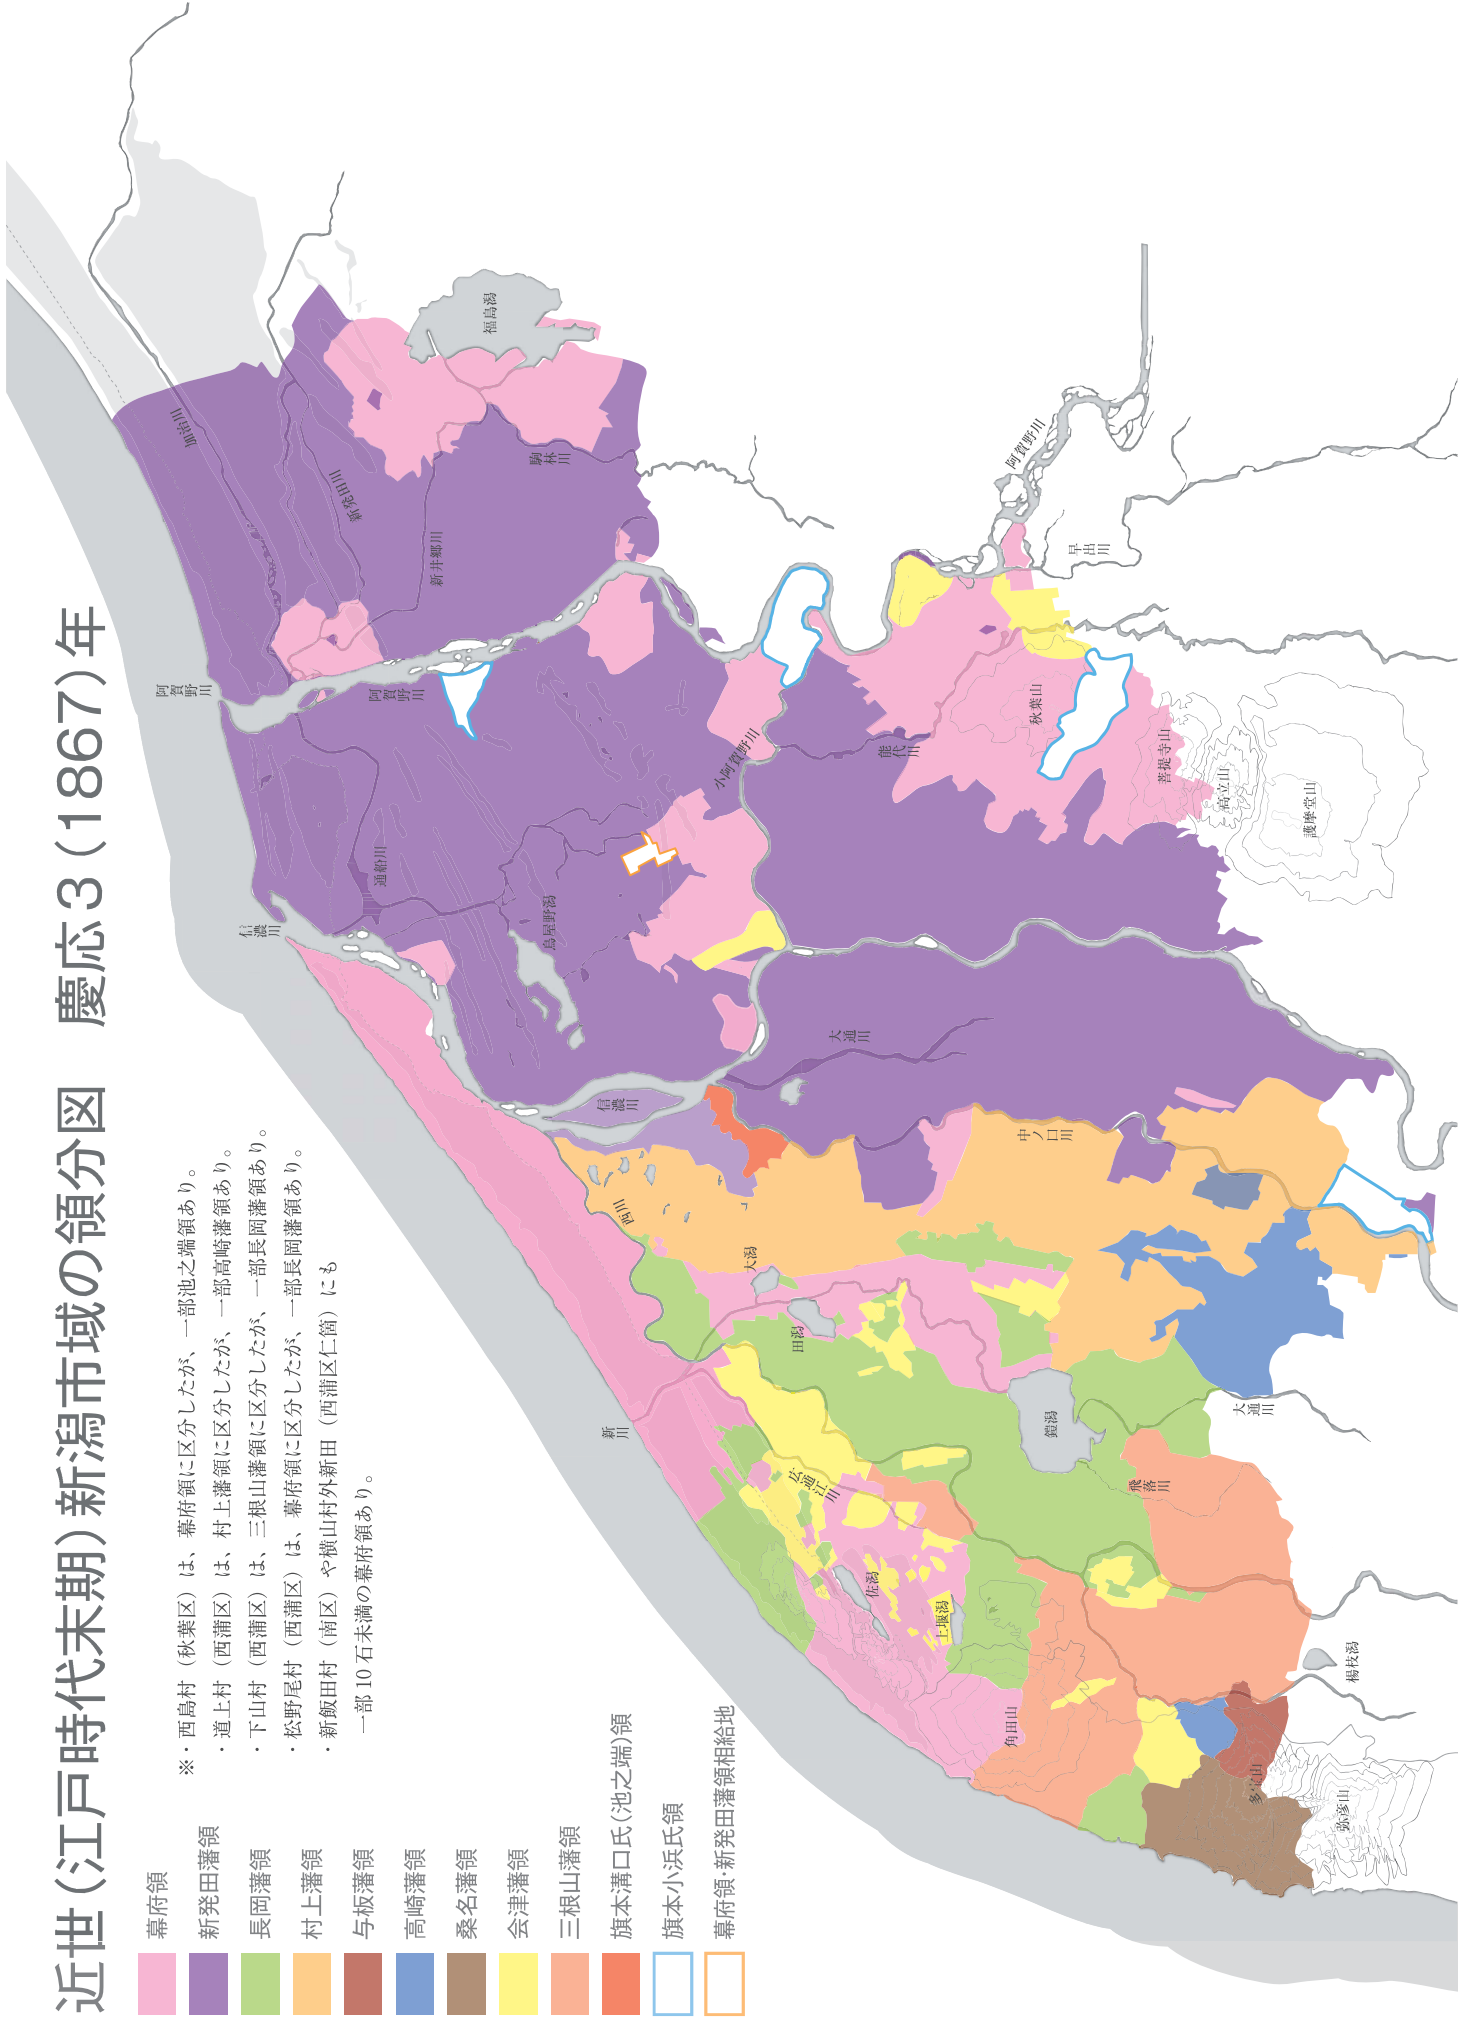 近世(江戸時代末期)新潟市域の領分図　慶応3(1867)年
※・西島村(秋葉区)は、幕府領に区分したが、一部池之端領あり。
・道上村(西蒲区)は、村上藩領に区分したが、一部高崎藩領あり。
・下山村(西蒲区)は、三根山藩領に区分したが、一部長岡藩領あり。
・松野尾村(西蒲区)は、幕府領に区分したが、一部長岡藩領あり。
・新飯田村(南区)や横山村外新田(西蒲区仁箇)にも
一部10石未満の幕府領あり。
幕府領
新発田藩領
長岡藩領
村上藩領
与板藩領
高崎藩領
桑名藩領
会津藩領
三根山藩領
旗本溝口氏(池之端)領
旗本小浜氏領
幕府領・新発田藩領相給地
加治川
新発田川
新井郷川
福島潟
駒林川
阿賀野川
阿賀野川
阿賀野川
早出川
通船川
信濃川
鳥屋野潟
小阿賀野川
能代川
秋葉山
菩提寺山
高立山
護摩堂山
信濃川
大通川
中ノ口川
西川
大潟
田潟
新川
広通江川
鎧潟
大通川
飛落川
佐潟
上堰潟
角田山
楊枝潟
多宝山
弥彦山